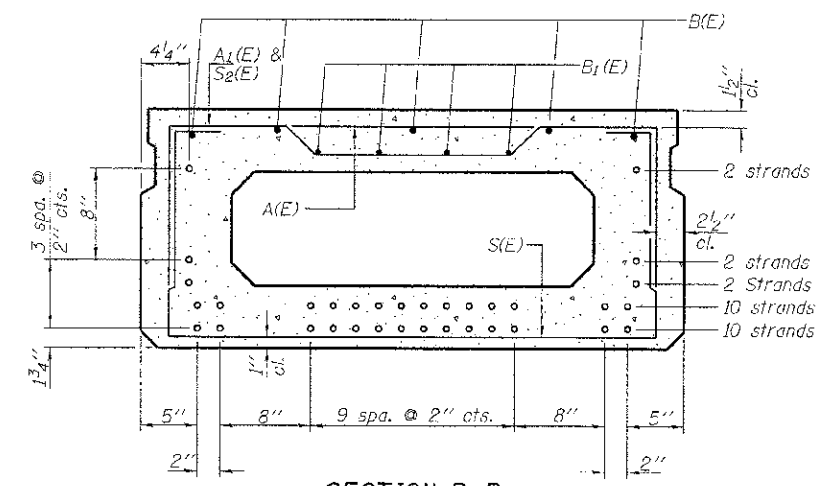 B(E)
4¼"
A₁(E) &
S₂(E)
B₁(E)
1½"
cl.
3 spa. @
2" cts.
8"
2 strands
A(E)
S(E)
2½"
cl.
2 strands
2 Strands
10 strands
10 strands
1¾"
1"
cl.
5"
8"
9 spa. @ 2" cts.
8"
5"
2"
2"